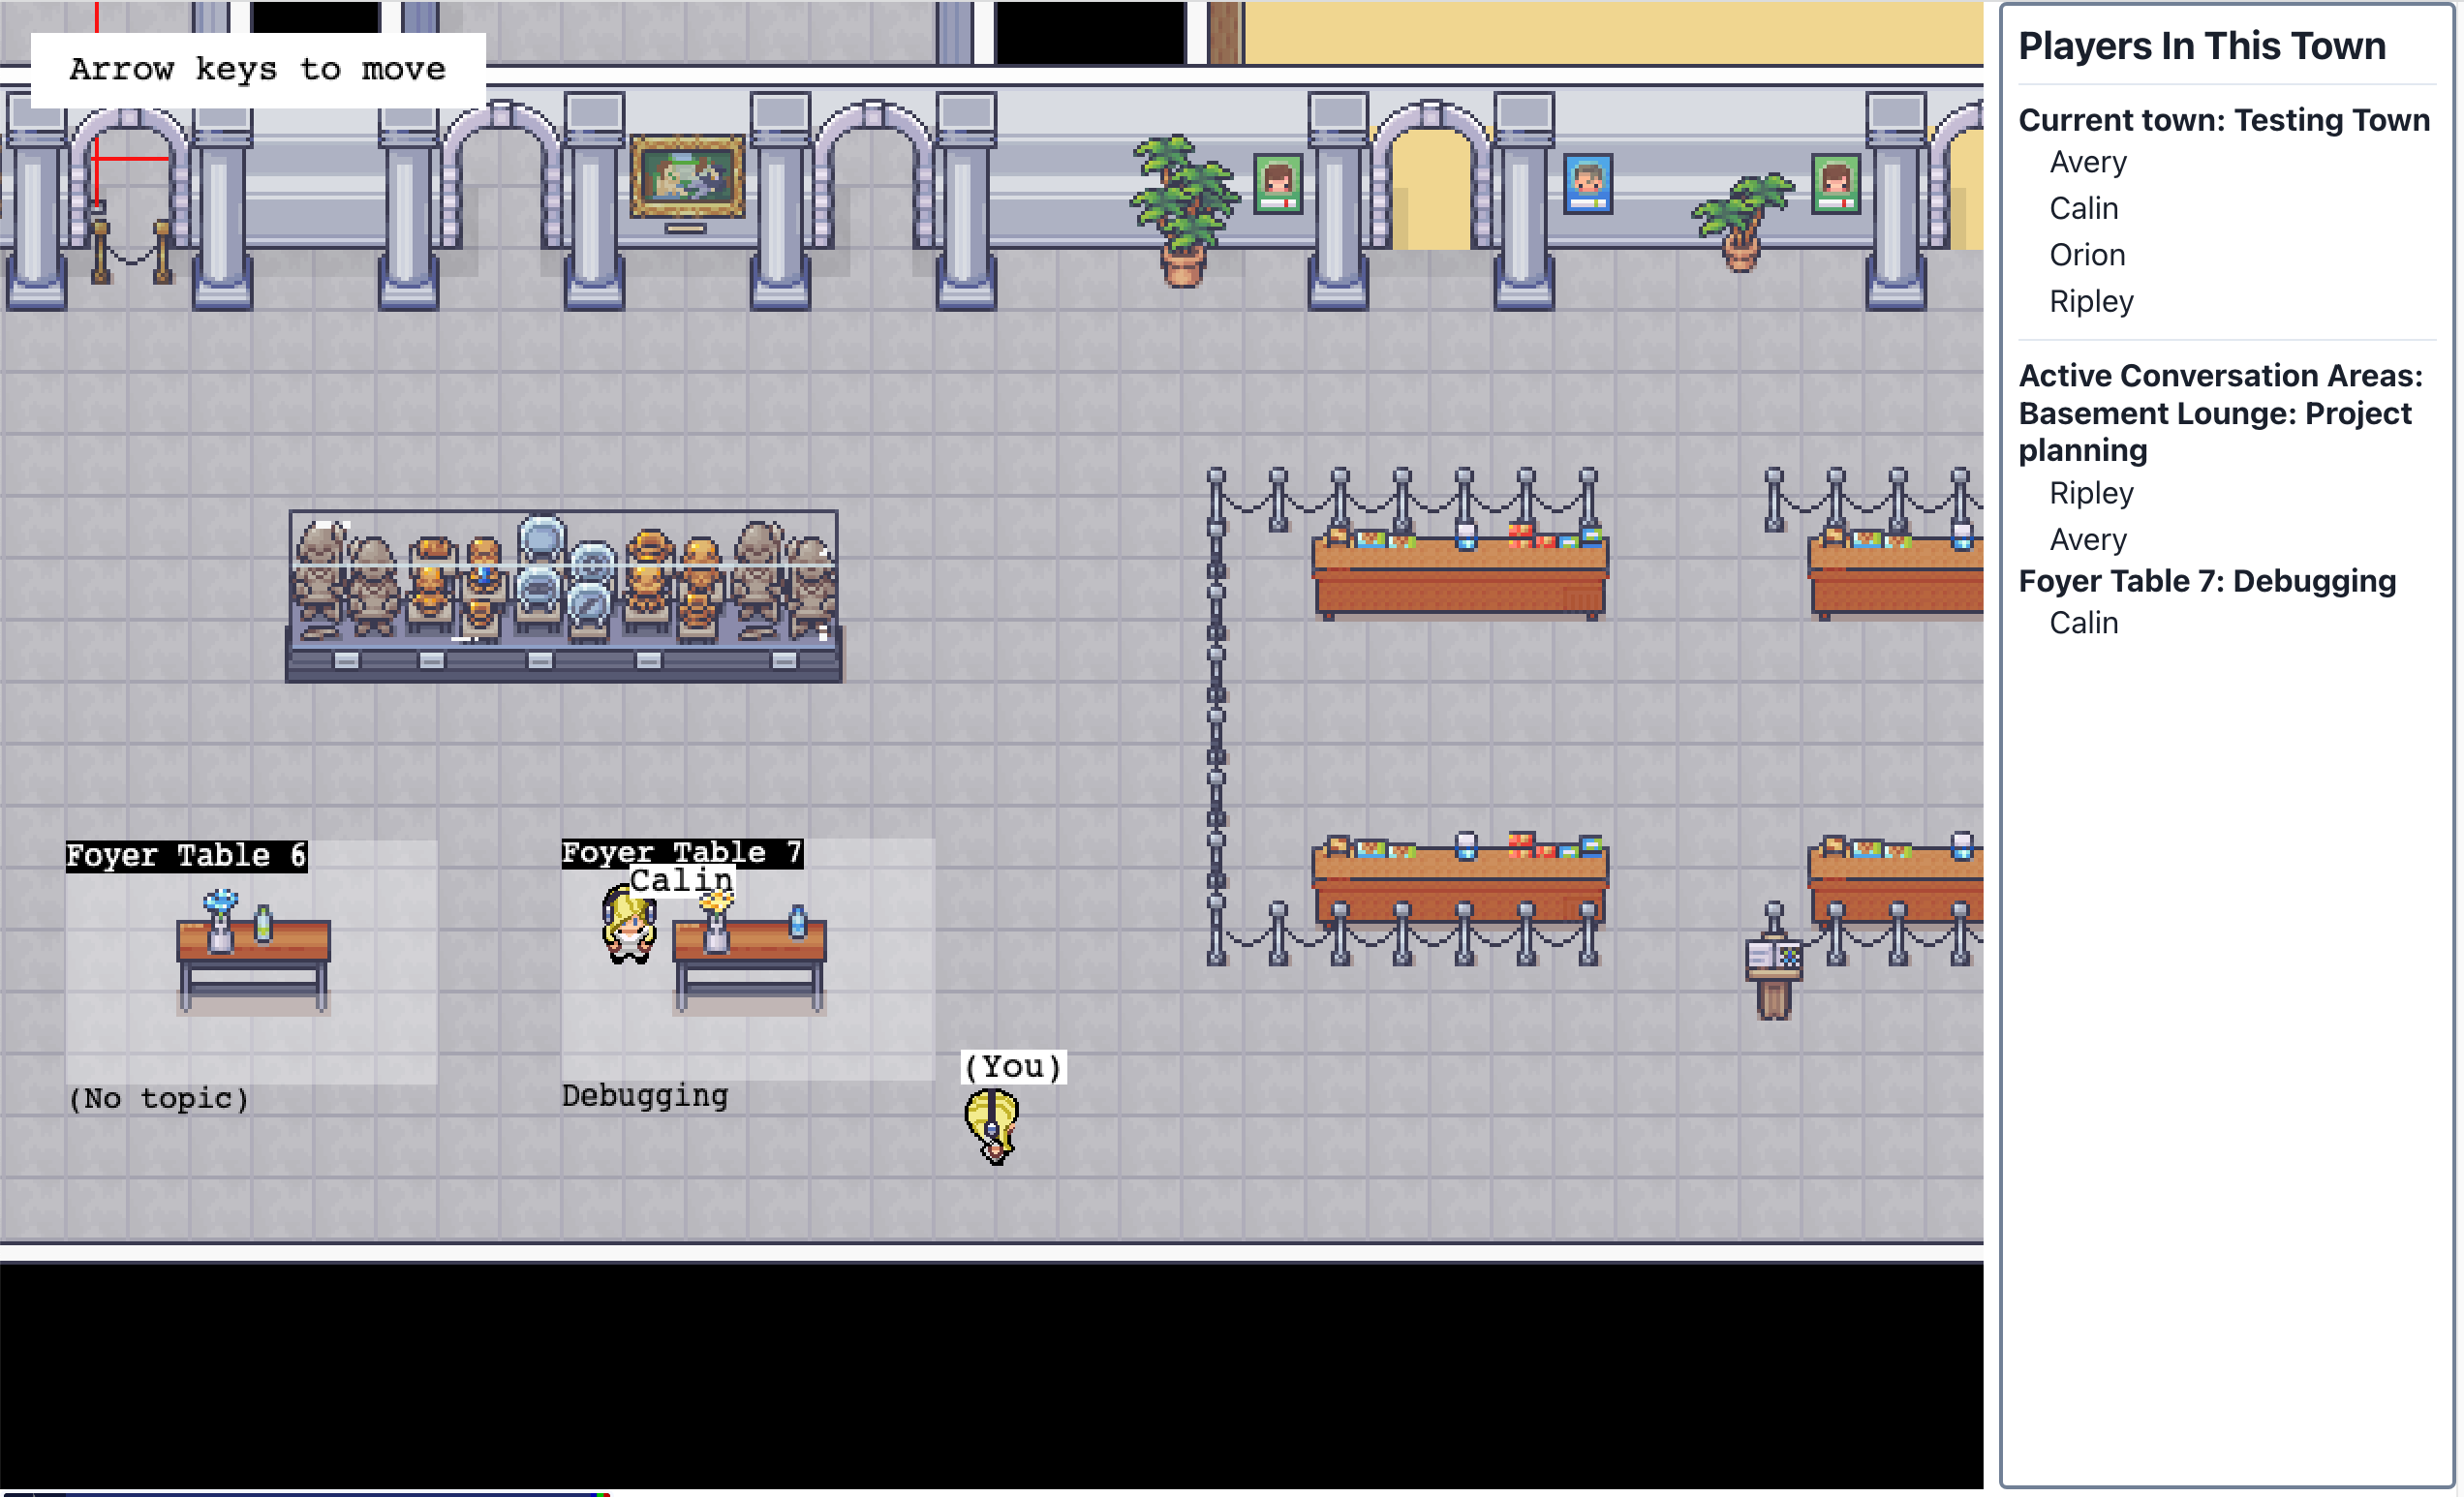 Arrow keys to move
Foyer Table 6
(No topic)
Foyer Table 7
Calin
Debugging
(You)
Players In This Town
Current town: Testing Town
Avery
Calin
Orion
Ripley
Active Conversation Areas:
Basement Lounge: Project
planning
Ripley
Avery
Foyer Table 7: Debugging
Calin